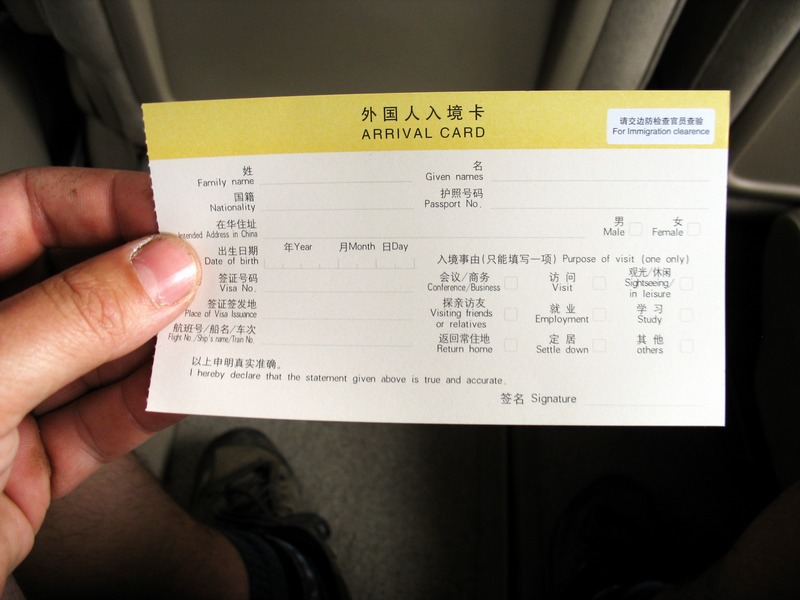 外国人入境卡
ARRIVAL CARD
请交边防检查官员查验
For Immigration clearence
姓
Family name
名
Given names
国籍
Nationality
护照号码
Passport No.
在华住址
Intended Address in China
男
Male
女
Female
出生日期
Date of birth
年Year 月Month 日Day
入境事由(只能填写一项) Purpose of visit (one only)
签证号码
Visa No.
会议/商务
Conference/Business
访问
Visit
观光/休闲
Sightseeing/
in leisure
签证签发地
Place of Visa Issuance
探亲访友
Visiting friends
or relatives
就业
Employment
学习
Study
航班号/船名/车次
Flight No./Ship's name/Train No.
返回常住地
Return home
定居
Settle down
其他
others
以上申明真实准确。
I hereby declare that the statement given above is true and accurate.
签名 Signature